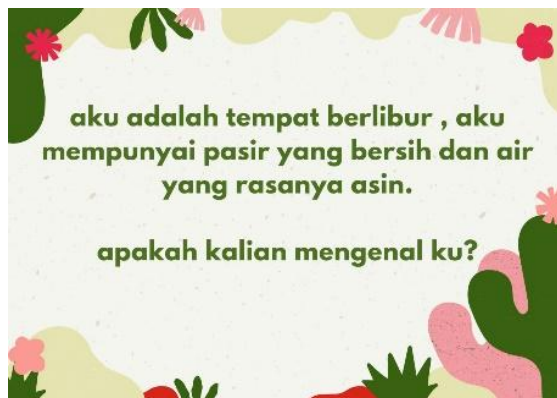 aku adalah tempat berlibur , aku
mempunyai pasir yang bersih dan air
yang rasanya asin.
apakah kalian mengenal ku?